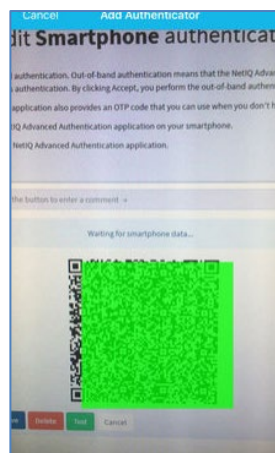 Cancel Add Authenticator
dit Smartphone authenticat
authentication. Out-of-band authentication means that the NetIQ Advan
authentication. By clicking Accept, you perform the out-of-band authen
application also provides an OTP code that you can use when you don't h
IQ Advanced Authentication application on your smartphone.
NetIQ Advanced Authentication application.
the button to enter a comment
Waiting for smartphone data...
Delete Test Cancel